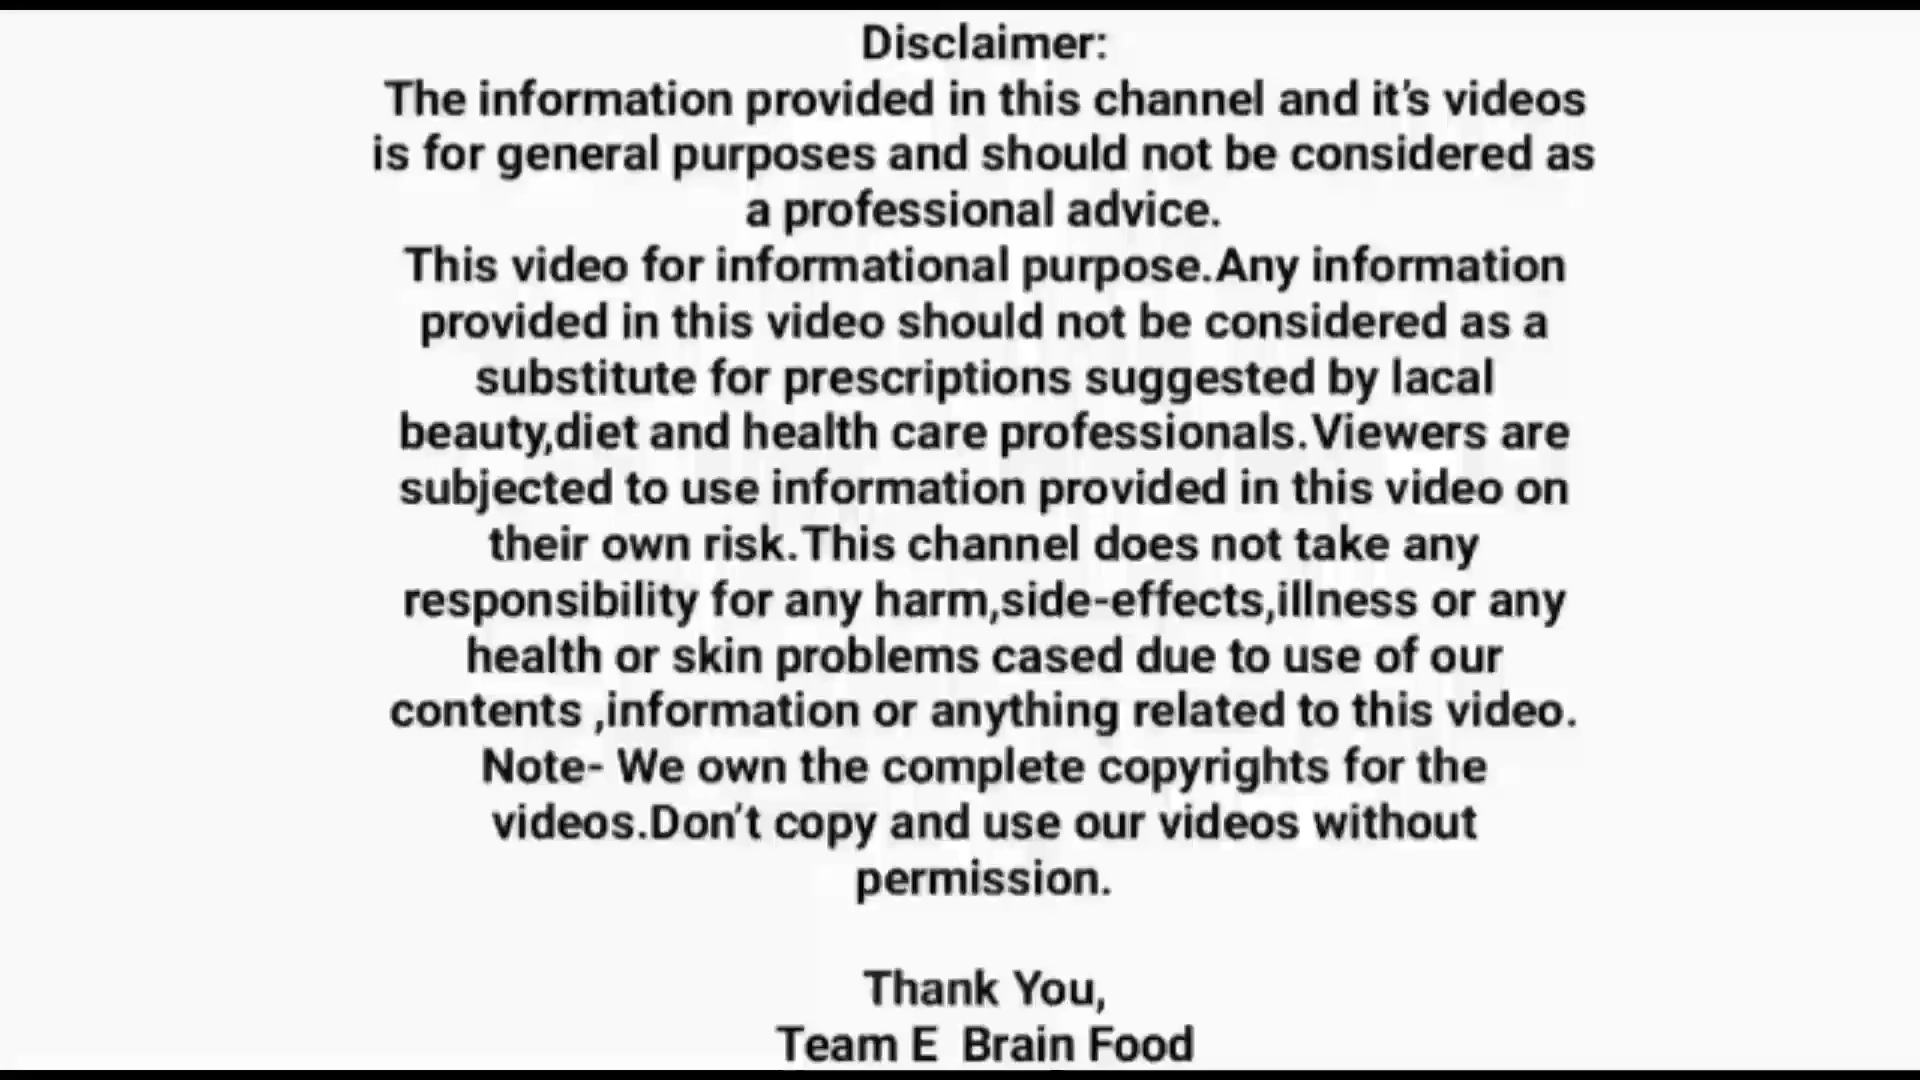 Disclaimer:
The information provided in this channel and it's videos
is for general purposes and should not be considered as
a professional advice.
This video for informational purpose.Any information
provided in this video should not be considered as a
substitute for prescriptions suggested by lacal
beauty,diet and health care professionals.Viewers are
subjected to use information provided in this video on
their own risk.This channel does not take any
responsibility for any harm,side-effects,illness or any
health or skin problems cased due to use of our
contents ,information or anything related to this video.
Note- We own the complete copyrights for the
videos.Don't copy and use our videos without
permission.
Thank You,
Team E  Brain Food